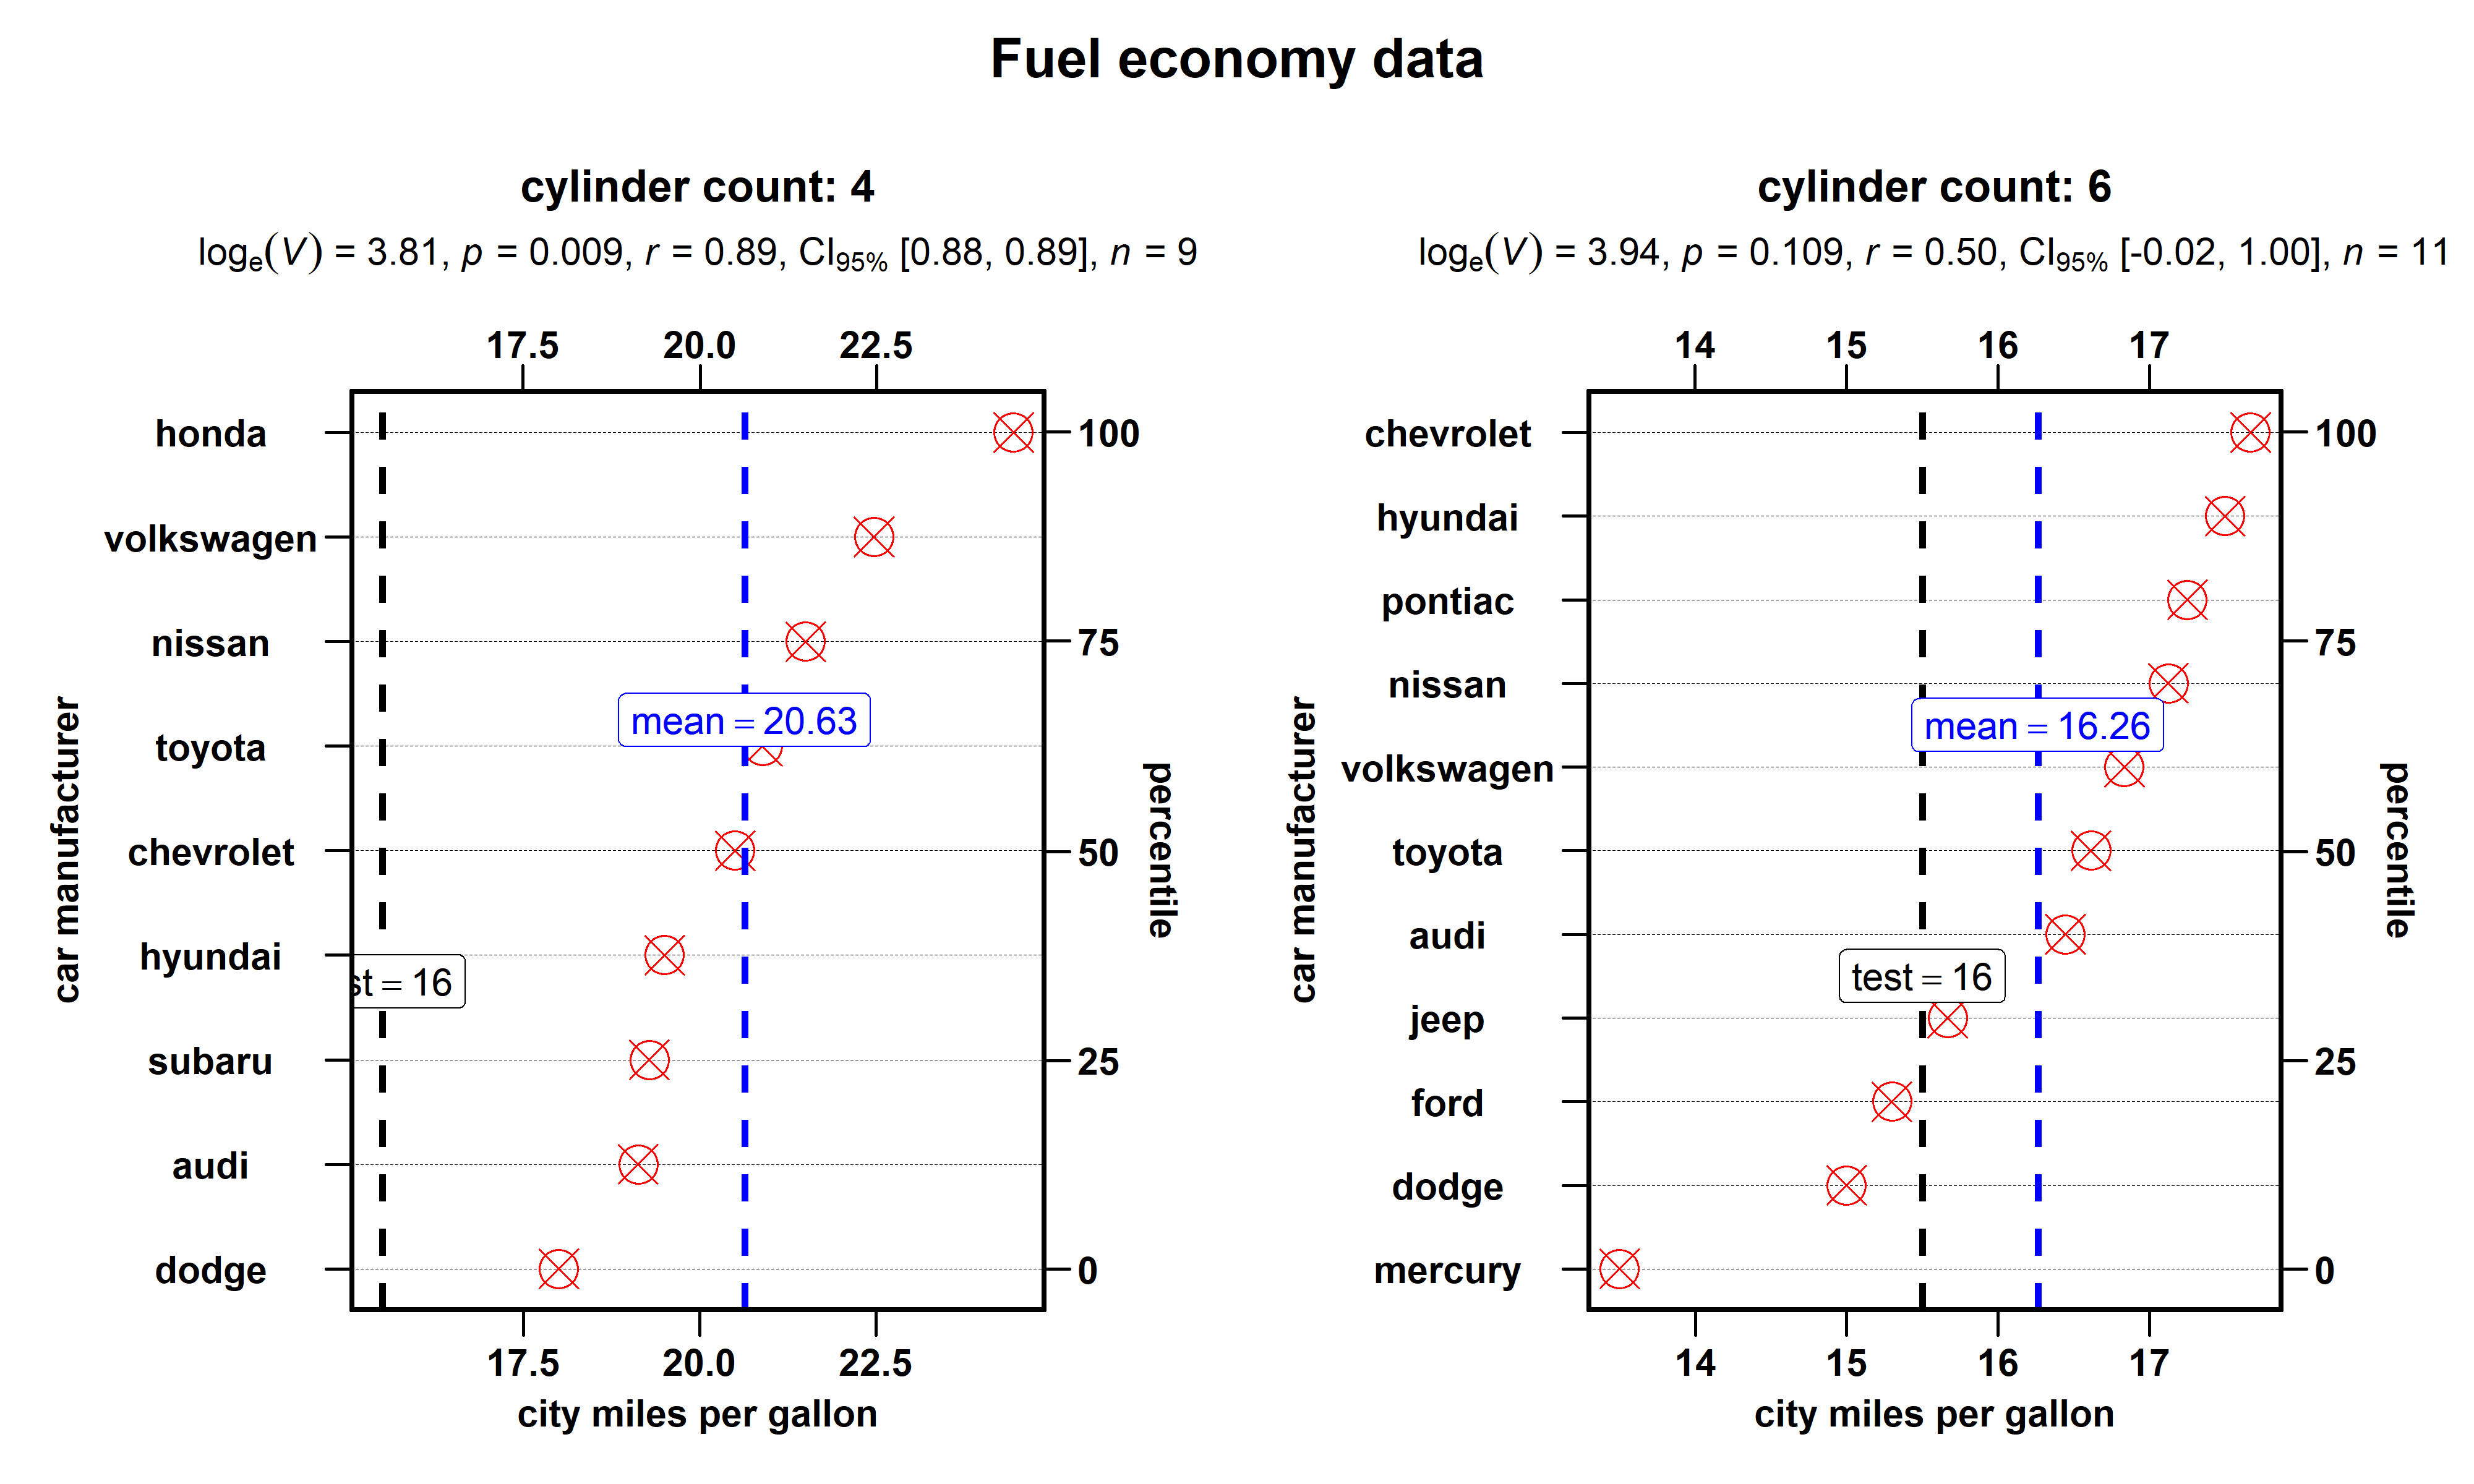 Fuel economy data
cylinder count: 4
logₑ(V) = 3.81, p = 0.009, r = 0.89, CI₉₅% [0.88, 0.89], n = 9
17.5 20.0 22.5
honda
volkswagen
nissan
toyota
chevrolet
hyundai
subaru
audi
dodge
car manufacturer
mean = 20.63
st = 16
100
75
50
25
0
percentile
17.5 20.0 22.5
city miles per gallon
cylinder count: 6
logₑ(V) = 3.94, p = 0.109, r = 0.50, CI₉₅% [-0.02, 1.00], n = 11
14 15 16 17
chevrolet
hyundai
pontiac
nissan
volkswagen
toyota
audi
jeep
ford
dodge
mercury
car manufacturer
mean = 16.26
test = 16
100
75
50
25
0
percentile
14 15 16 17
city miles per gallon